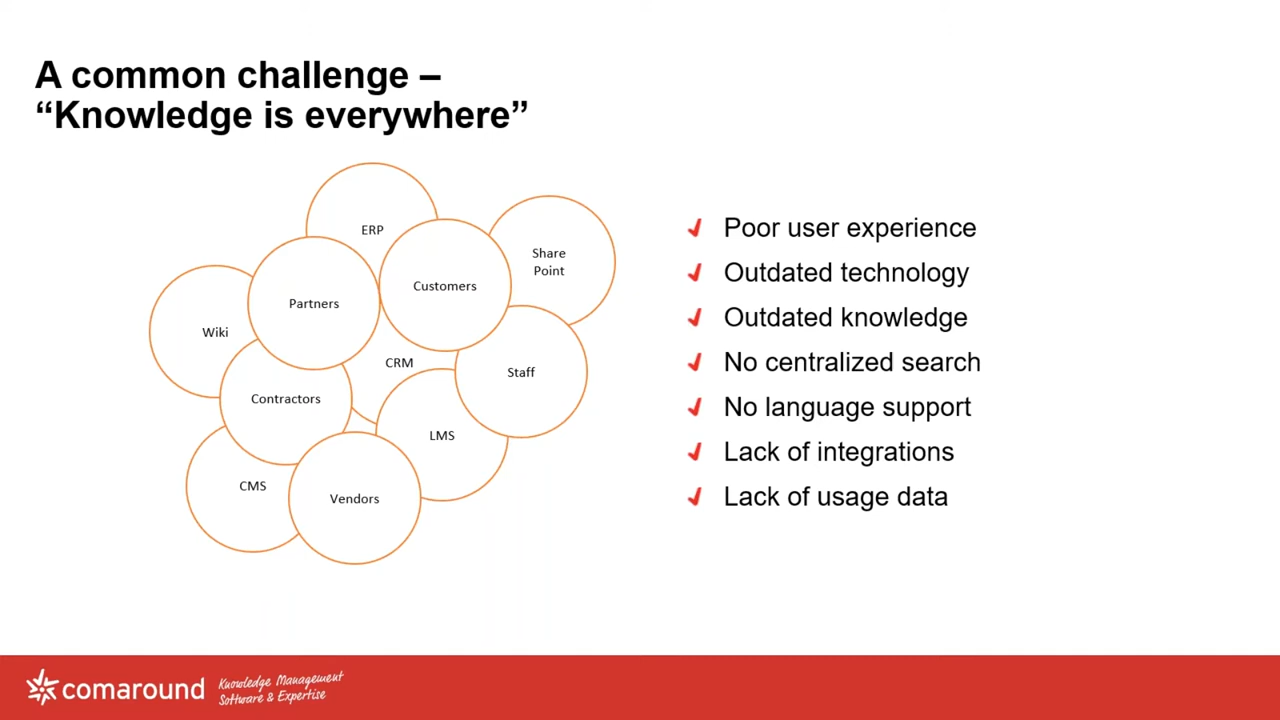 A common challenge –
“Knowledge is everywhere”
ERP
Share
Point
Customers
Partners
Wiki
CRM
Staff
Contractors
LMS
CMS
Vendors
Poor user experience
Outdated technology
Outdated knowledge
No centralized search
No language support
Lack of integrations
Lack of usage data
comaround
Knowledge Management
Software & Expertise